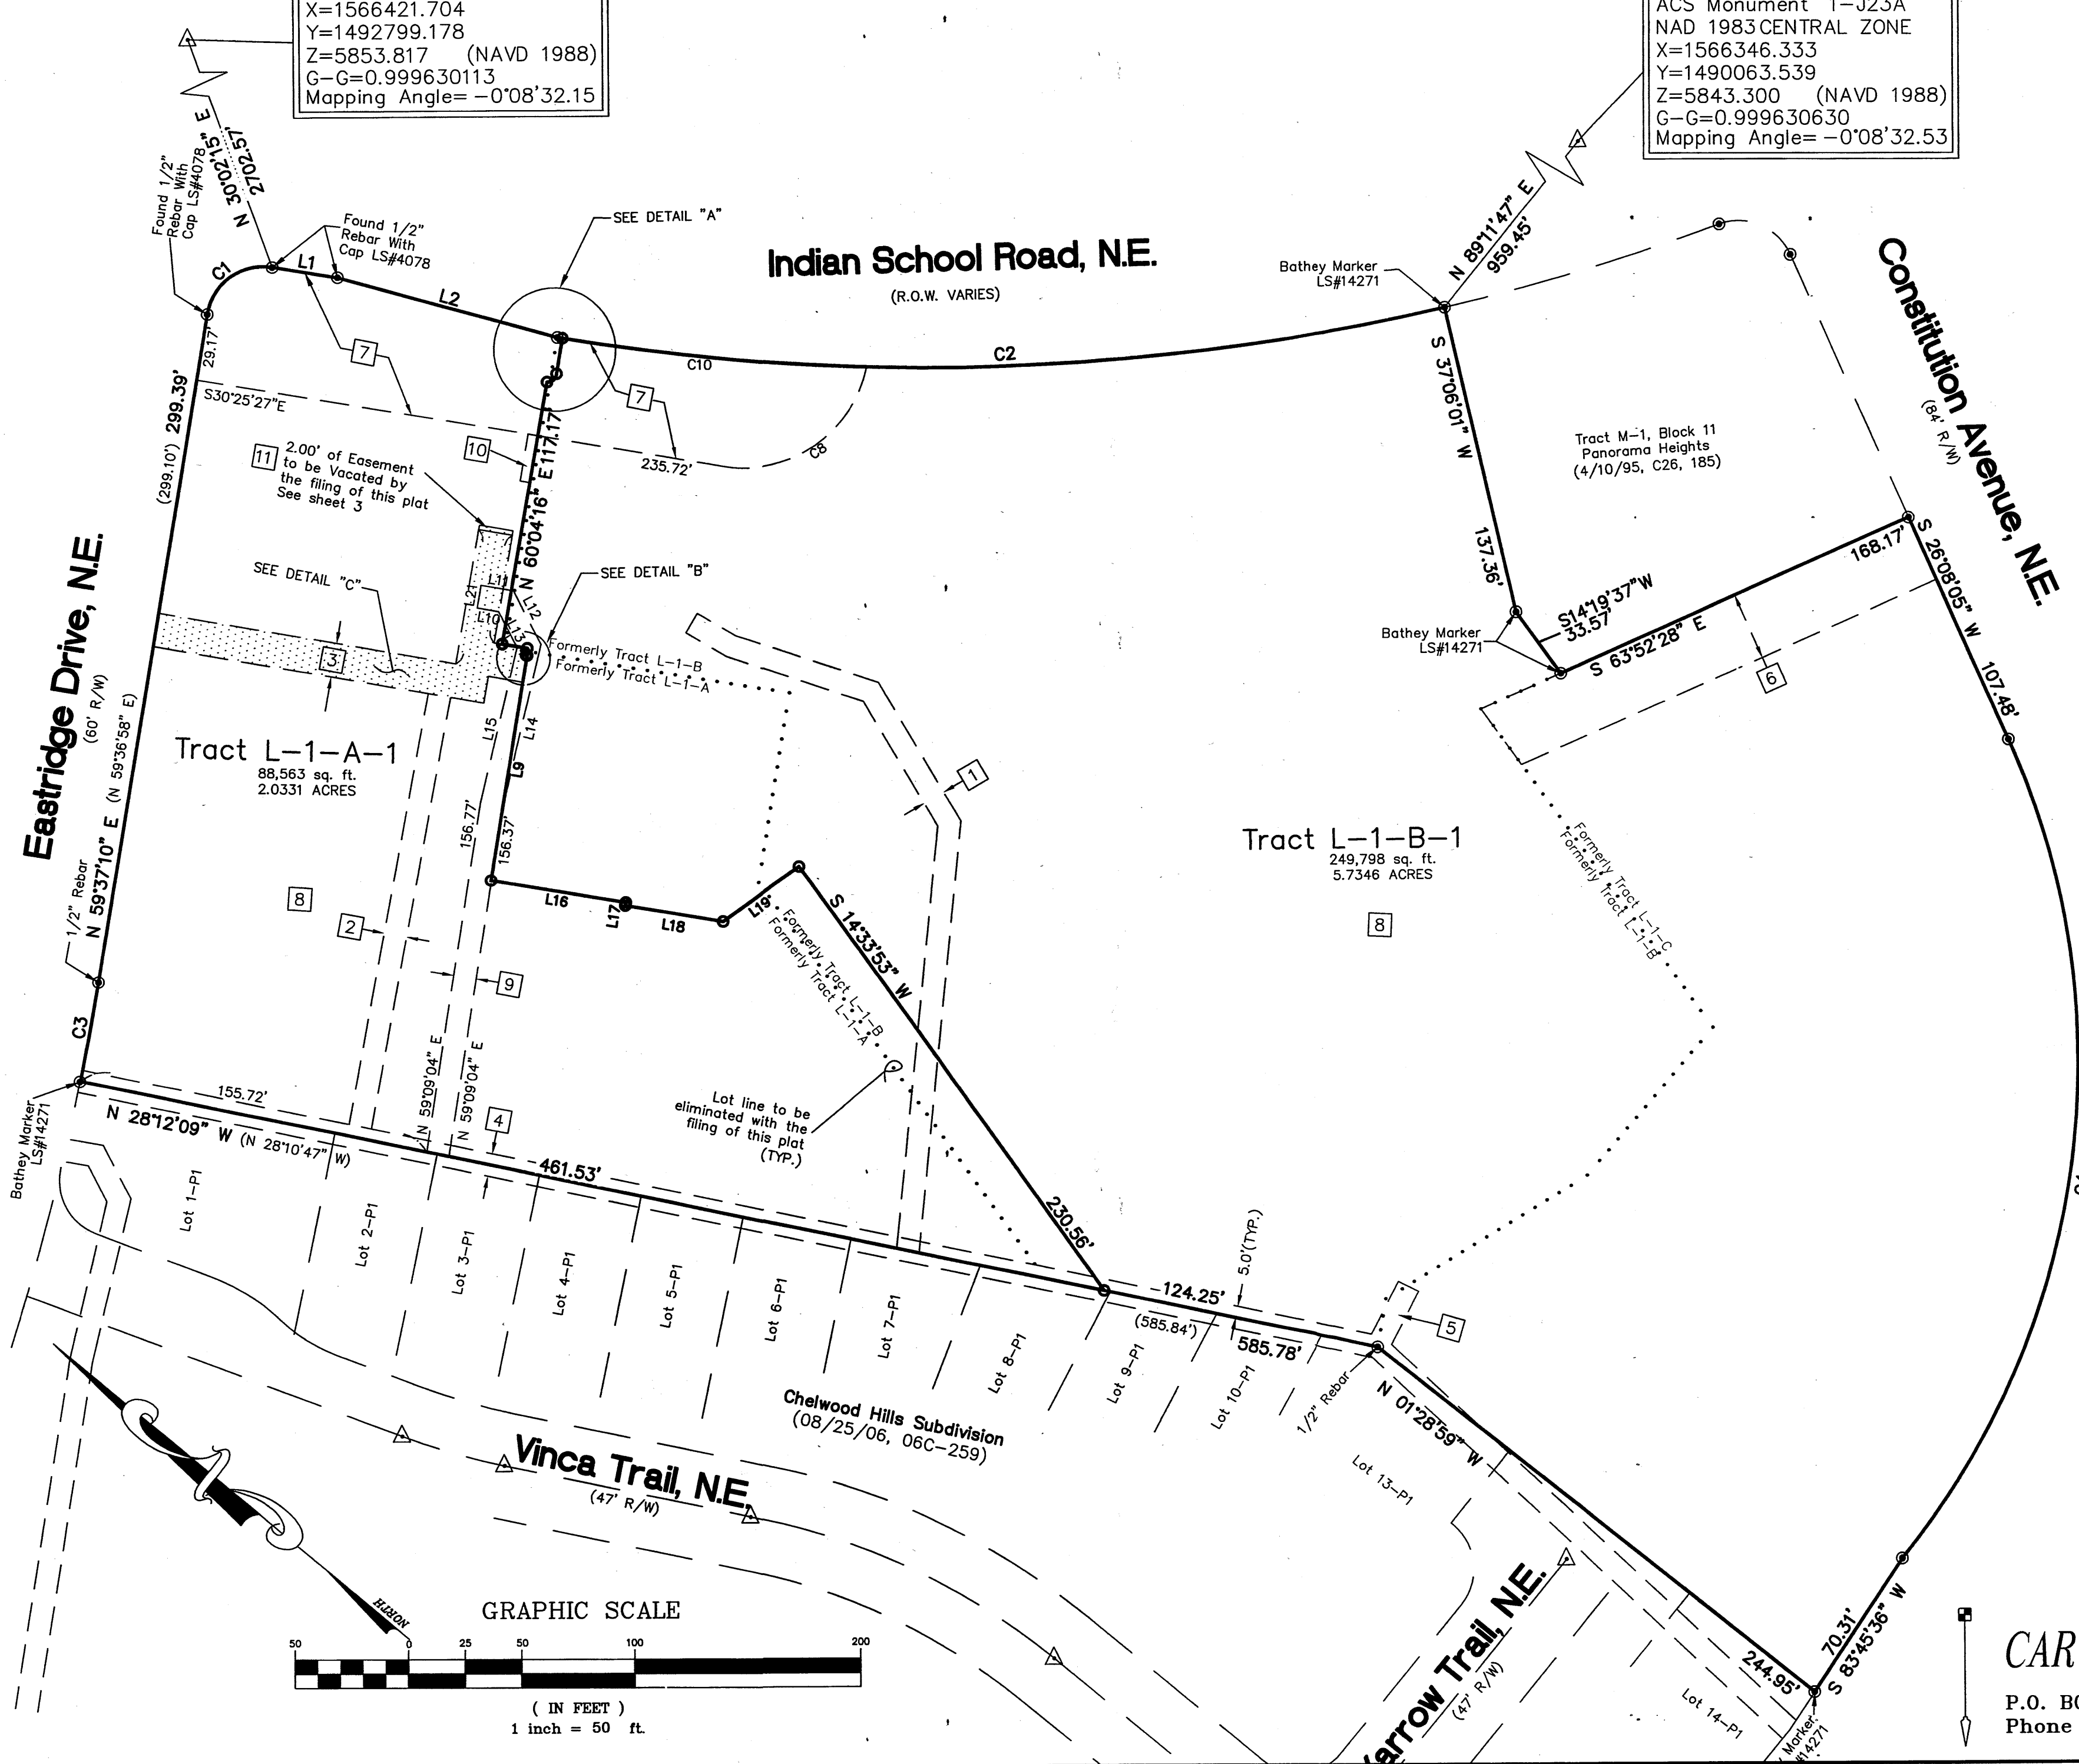 X=1566421.704
Y=1492799.178
Z=5853.817 (NAVD 1988)
G-G=0.999630113
Mapping Angle= -0°08'32.15
ACS Monument "1-J23A"
NAD 1983 CENTRAL ZONE
X=1566346.333
Y=1490063.539
Z=5843.300 (NAVD 1988)
G-G=0.999630630
Mapping Angle= -0°08'32.53
N 30°02'15" E
2702.57'
Found 1/2"
Rebar With
Cap LS#4078
Found 1/2"
Rebar With
Cap LS#4078
C1
L1
L2
SEE DETAIL "A"
Indian School Road, N.E.
(R.O.W. VARIES)
C2
C10
C8
Bathey Marker
LS#14271
N 89°11'47" E
959.45'
Constitution Avenue, N.E.
(84' R/W)
29.17'
7
7
S30°25'27"E
235.72'
(299.10') 299.39'
10
11
2.00' of Easement
to be Vacated by
the filing of this plat
See sheet 3
N 60°04'16" E 117.17'
S 37°06'01" W
137.36'
Tract M-1, Block 11
Panorama Heights
(4/10/95, C26, 185)
168.17'
S14°19'37"W
33.57'
S 63°52'28" E
S 26°08'05" W
107.48'
6
Bathey Marker
LS#14271
SEE DETAIL "C"
SEE DETAIL "B"
L21
L11
L12
L10
L13
3
Formerly Tract L-1-B
Formerly Tract L-1-A
Eastridge Drive, N.E.
(60' R/W)
N 59°37'10" E (N 59°36'58" E)
Tract L-1-A-1
88,563 sq. ft.
2.0331 ACRES
L15
L14
L9
156.77'
156.37'
1
Tract L-1-B-1
249,798 sq. ft.
5.7346 ACRES
8
Formerly Tract L-1-C
Formerly Tract L-1-B
1/2" Rebar
8
2
9
L16
L17
L18
L19
S 14°33'53" W
230.56'
Formerly Tract L-1-B
Formerly Tract L-1-A
C3
N 59°09'04" E
N 59°09'04" E
4
Lot line to be
eliminated with the
filing of this plat
(TYP.)
Bathey Marker
LS#14271
155.72'
N 28°12'09" W (N 28°10'47" W)
461.53'
124.25'
(585.84')
585.78'
5.0'(TYP.)
5
Lot 1-P1
Lot 2-P1
Lot 3-P1
Lot 4-P1
Lot 5-P1
Lot 6-P1
Lot 7-P1
Lot 8-P1
Lot 9-P1
Lot 10-P1
1/2" Rebar
N 01°28'59" W
244.95'
Lot 13-P1
Lot 14-P1
Chelwood Hills Subdivision
(08/25/06, 06C-259)
Vinca Trail, N.E.
(47' R/W)
Yarrow Trail, N.E.
(47' R/W)
70.31'
S 83°45'36" W
Marker
NORTH
GRAPHIC SCALE
50 0 25 50 100 200
( IN FEET )
1 inch = 50 ft.
CAR
P.O. BO
Phone